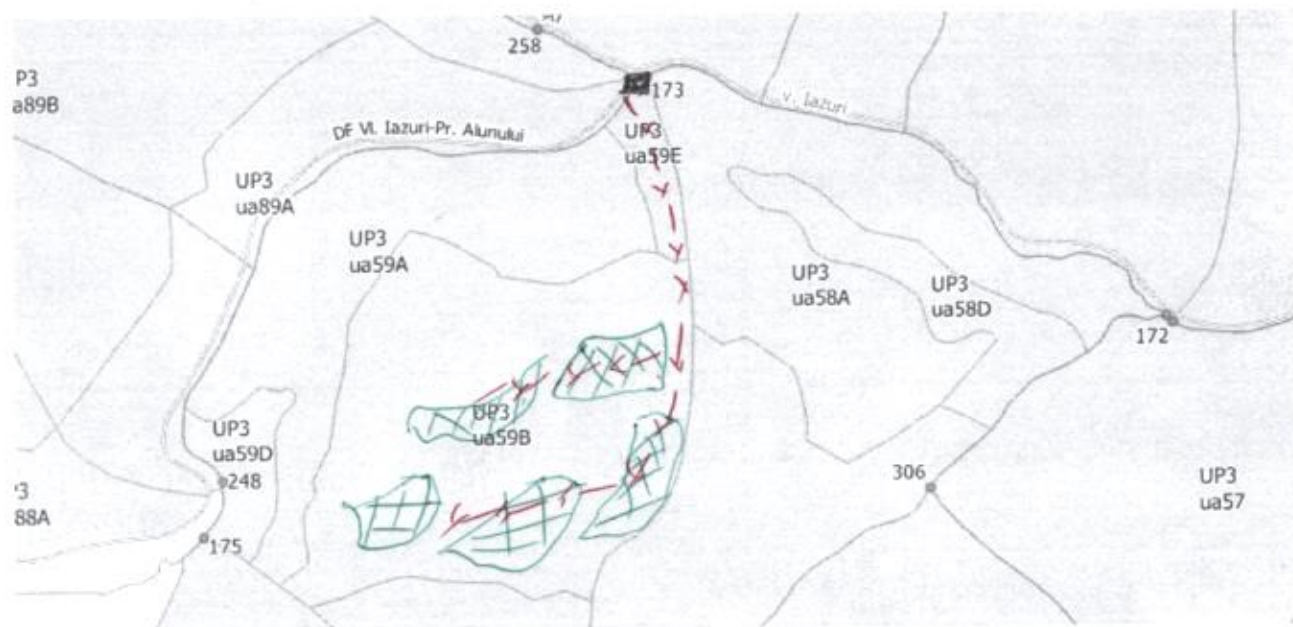 258
P3
a89B
173
V. Iazuri
DF Vl. Iazuri-Pr. Alunului
UP3
ua59E
UP3
ua89A
UP3
ua59A
UP3
ua58A
UP3
ua58D
172
UP3
ua59B
UP3
ua59D
248
306
UP3
ua57
88A
175